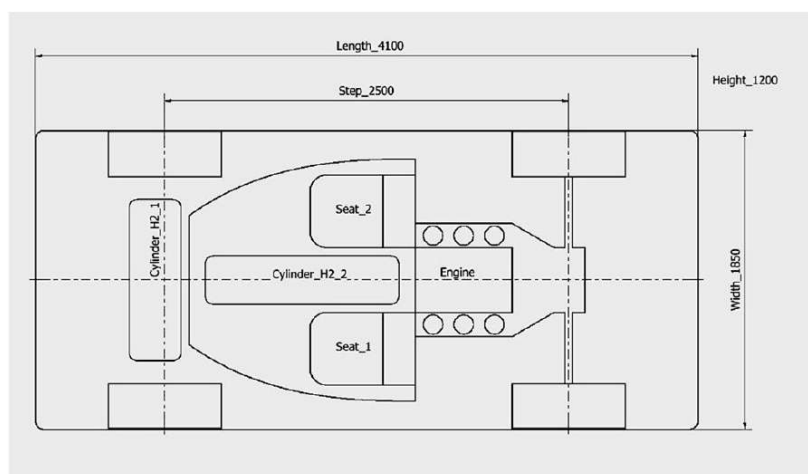 Length_4100
Height_1200
Step_2500
Cylinder_H2_1
Seat_2
Cylinder_H2_2
Engine
Width_1850
Seat_1